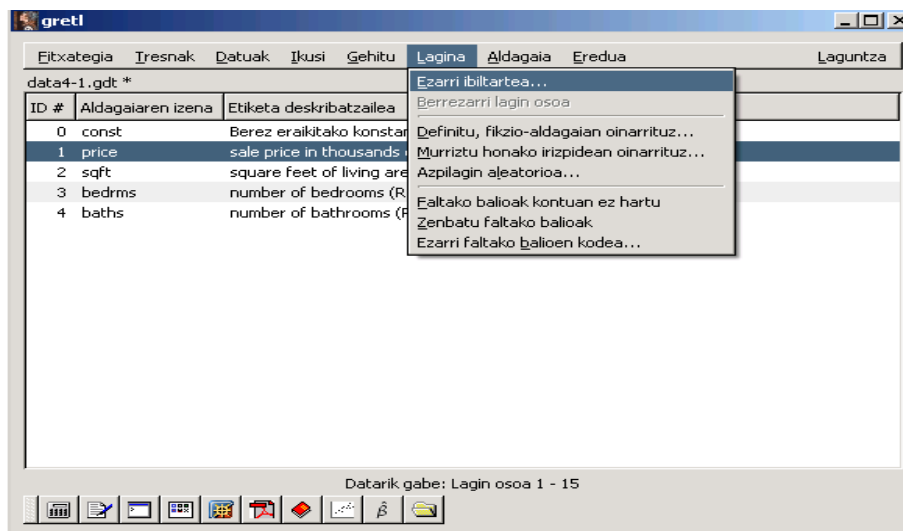 gretl
Fitxategia Tresnak Datuak Ikusi Gehitu Lagina Aldagaia Eredua Laguntza
data4-1.gdt *
ID # Aldagaiaren izena Etiketa deskribatzailea
0 const Berez eraikitako konstan
1 price sale price in thousands
2 sqft square feet of living are
3 bedrms number of bedrooms (R
4 baths number of bathrooms (F
Ezarri ibiltartea...
Berrezarri lagin osoa
Definitu, fikzio-aldagaian oinarrituz...
Murriztu honako irizpidean oinarrituz...
Azpilagin aleatorioa...
Faltako balioak kontuan ez hartu
Zenbatu faltako balioak
Ezarri faltako balioen kodea...
Datarik gabe: Lagin osoa 1 - 15
β̂